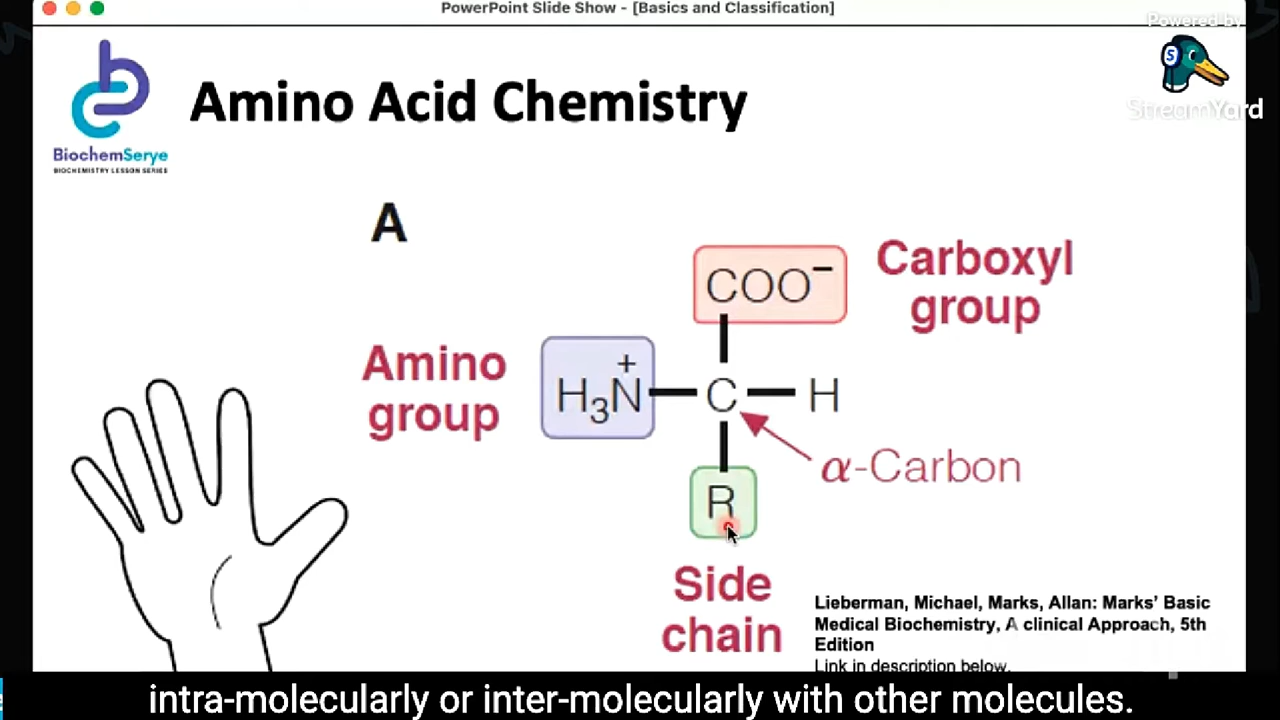 PowerPoint Slide Show - [Basics and Classification]
Powered by
StreamYard
S
BiochemSerye
BIOCHEMISTRY LESSON SERIES
Amino Acid Chemistry
A
COO⁻
Carboxyl
group
Amino
group
H₃N⁺
C
H
α-Carbon
R
Side
chain
Lieberman, Michael, Marks, Allan: Marks' Basic
Medical Biochemistry, A clinical Approach, 5th
Edition
Link in description below.
intra-molecularly or inter-molecularly with other molecules.